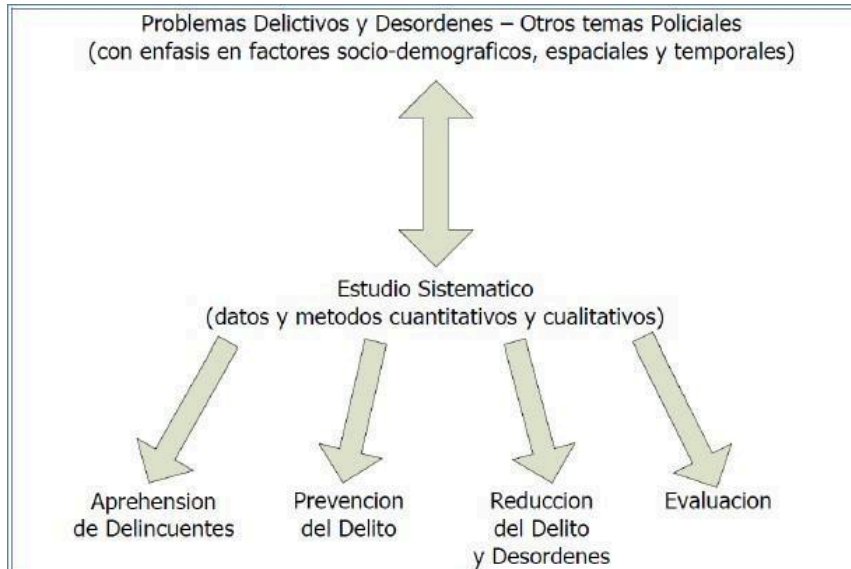 Problemas Delictivos y Desordenes – Otros temas Policiales
(con enfasis en factores socio-demograficos, espaciales y temporales)
Estudio Sistematico
(datos y metodos cuantitativos y cualitativos)
Aprehension
de Delincuentes
Prevencion
del Delito
Reduccion
del Delito
y Desordenes
Evaluacion